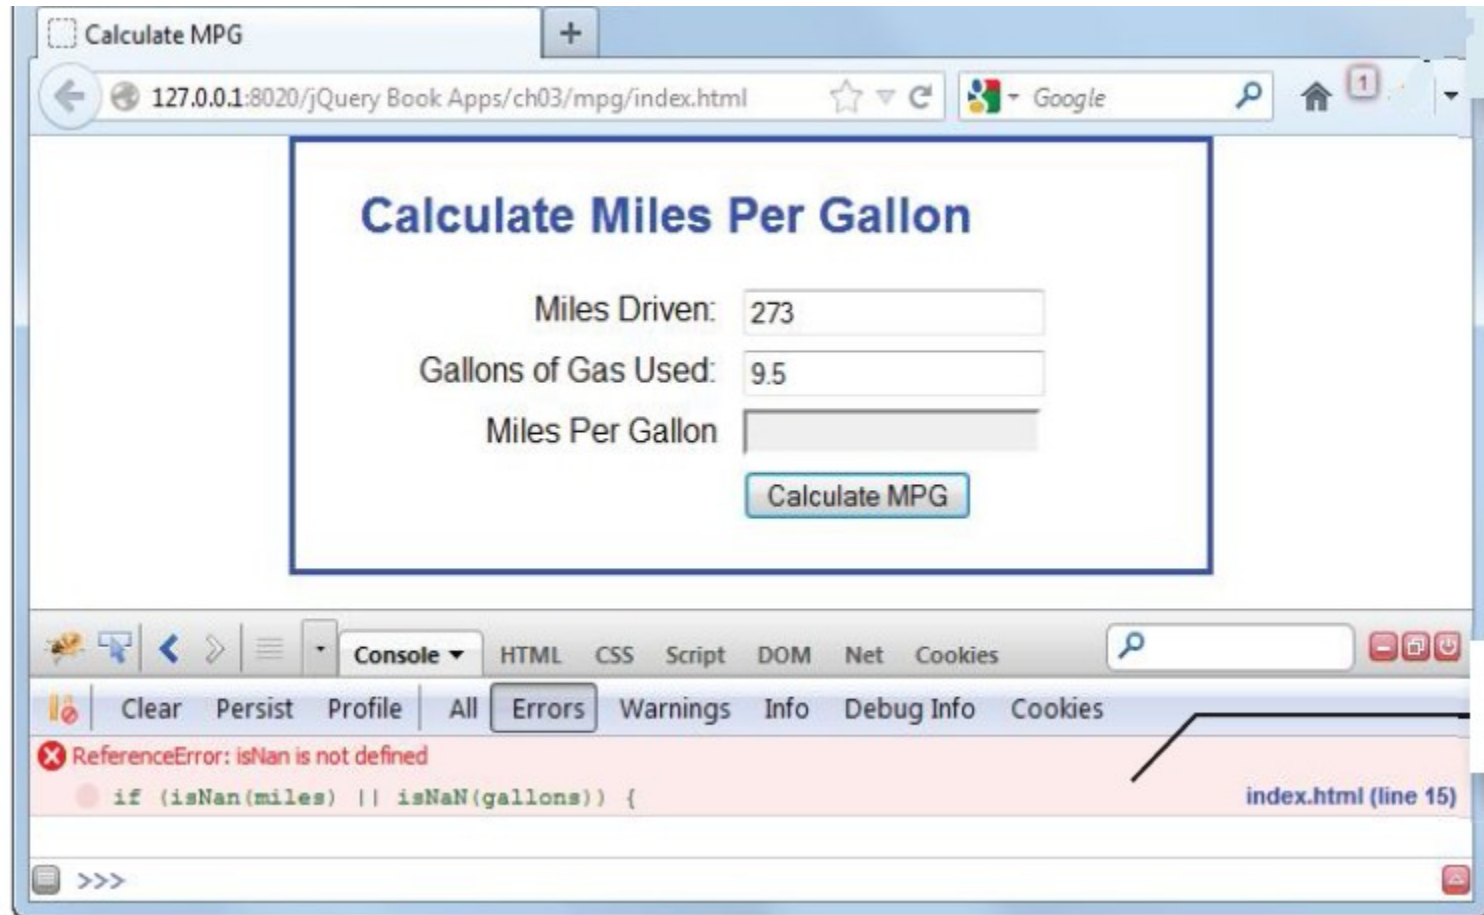 Calculate MPG
+
127.0.0.1:8020/jQuery Book Apps/ch03/mpg/index.html Google 1
Calculate Miles Per Gallon
Miles Driven: 273
Gallons of Gas Used: 9.5
Miles Per Gallon
Calculate MPG
Console HTML CSS Script DOM Net Cookies
Clear Persist Profile All Errors Warnings Info Debug Info Cookies
ReferenceError: isNan is not defined
if (isNan(miles) || isNaN(gallons)) { index.html (line 15)
>>>